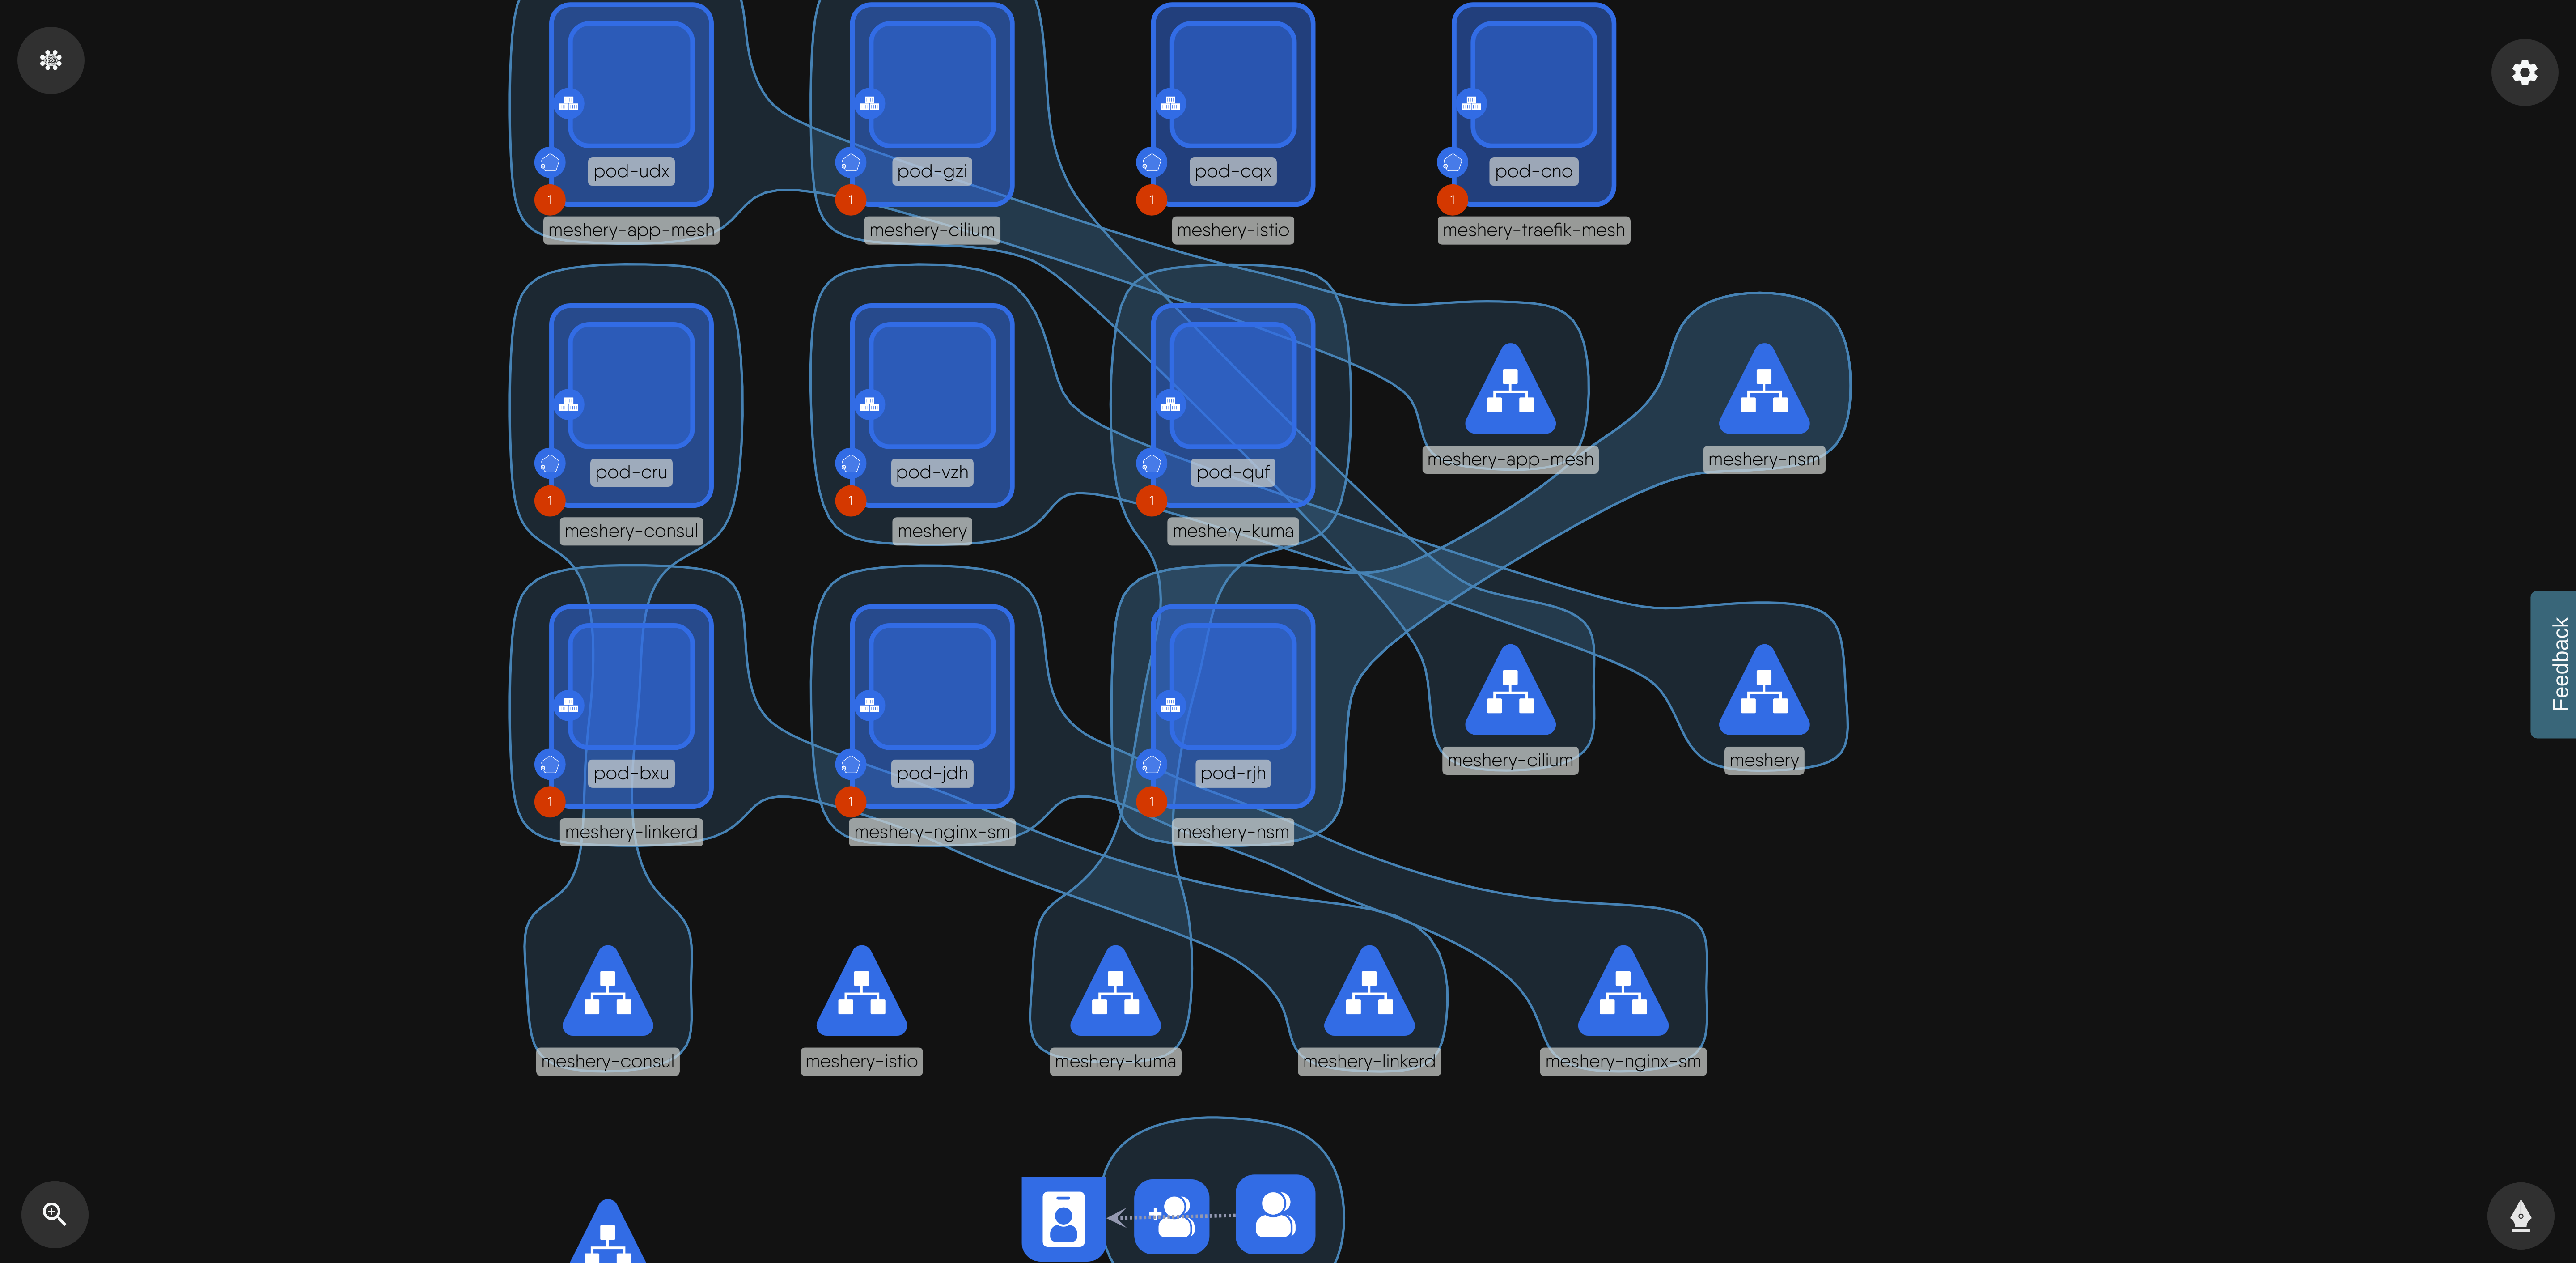 pod-udx
pod-gzi
pod-cqx
pod-cno
1
1
1
1
meshery-app-mesh
meshery-cilium
meshery-istio
meshery-traefik-mesh
pod-cru
pod-vzh
pod-quf
meshery-app-mesh
meshery-nsm
1
1
1
meshery-consul
meshery
meshery-kuma
Feedback
pod-bxu
pod-jdh
pod-rjh
meshery-cilium
meshery
1
1
1
meshery-linkerd
meshery-nginx-sm
meshery-nsm
meshery-consul
meshery-istio
meshery-kuma
meshery-linkerd
meshery-nginx-sm